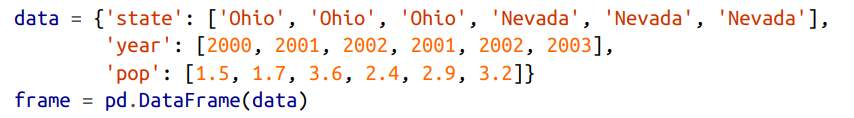 data = {'state': ['Ohio', 'Ohio', 'Ohio', 'Nevada', 'Nevada', 'Nevada'],
        'year': [2000, 2001, 2002, 2001, 2002, 2003],
        'pop': [1.5, 1.7, 3.6, 2.4, 2.9, 3.2]}
frame = pd.DataFrame(data)